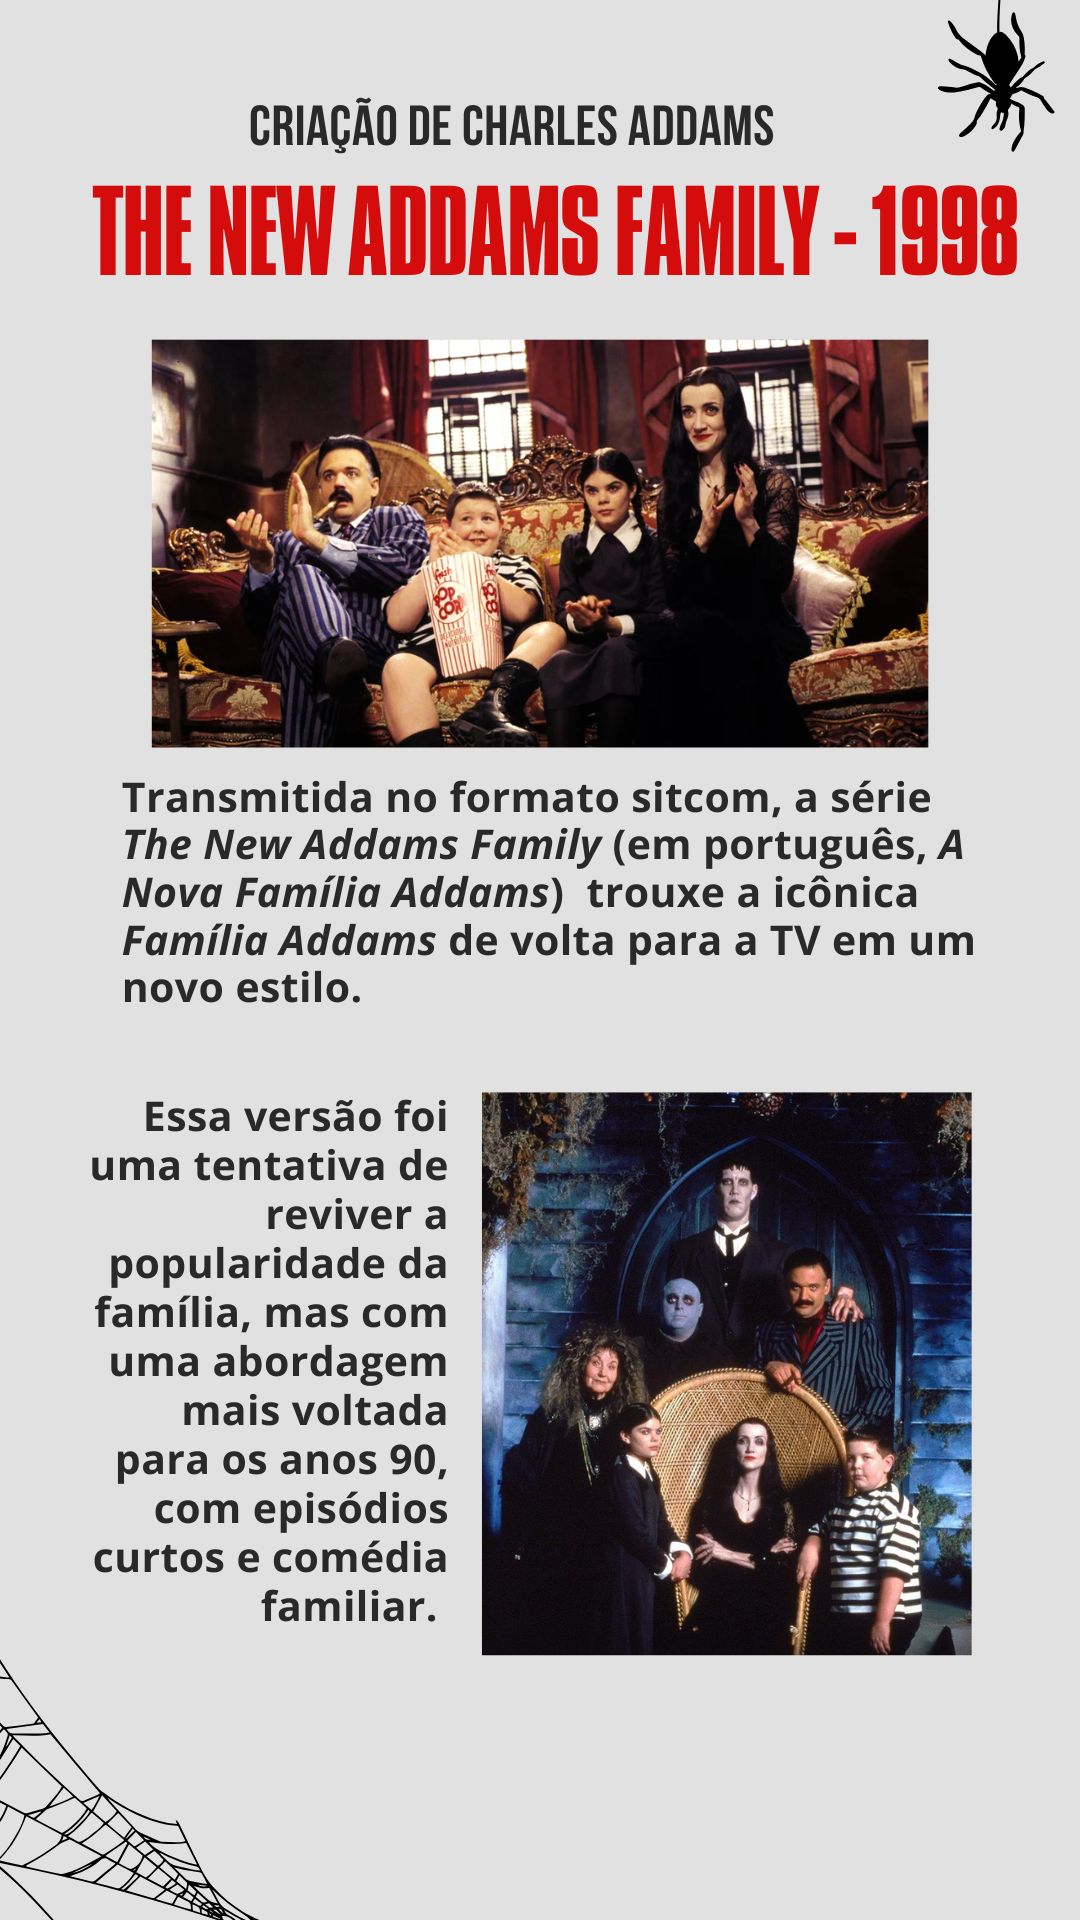 CRIAÇÃO DE CHARLES ADDAMS
THE NEW ADDAMS FAMILY - 1998
fresh
POP
CORN
Transmitida no formato sitcom, a série
The New Addams Family (em português, A
Nova Família Addams)  trouxe a icônica
Família Addams de volta para a TV em um
novo estilo.
Essa versão foi
uma tentativa de
reviver a
popularidade da
família, mas com
uma abordagem
mais voltada
para os anos 90,
com episódios
curtos e comédia
familiar.